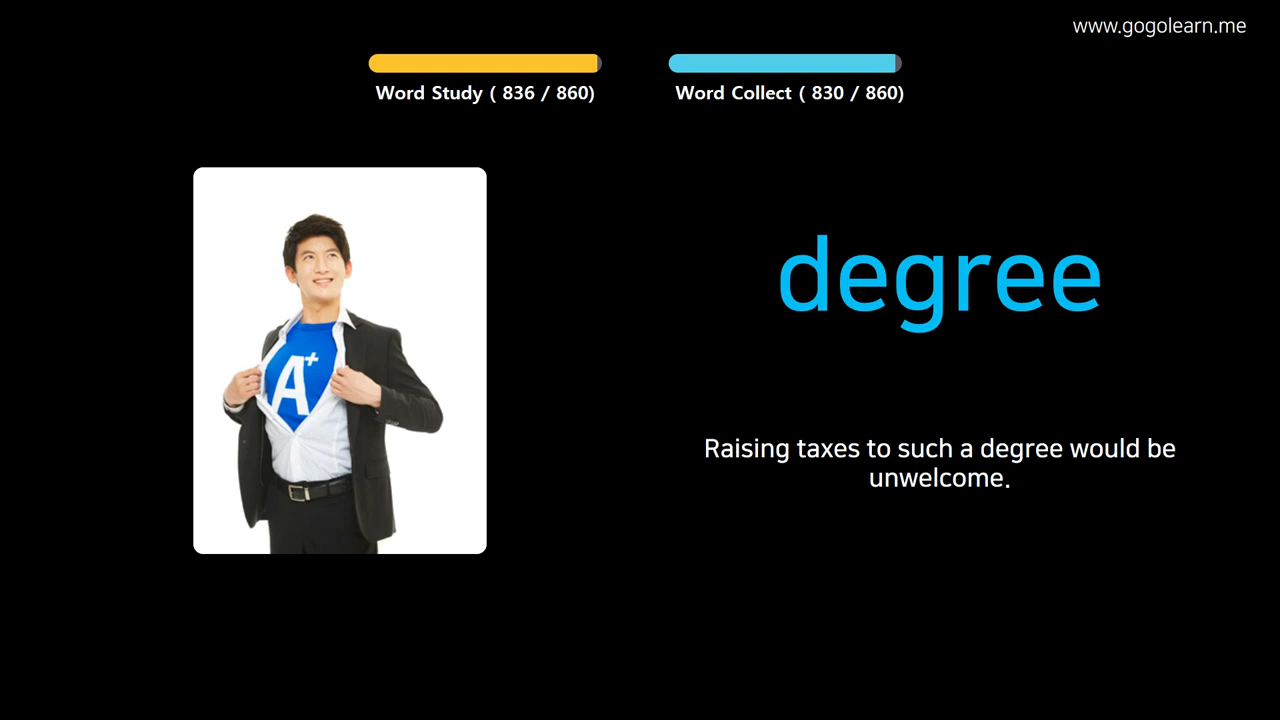 www.gogolearn.me
Word Study ( 836 / 860)
Word Collect ( 830 / 860)
A+
degree
Raising taxes to such a degree would be
unwelcome.